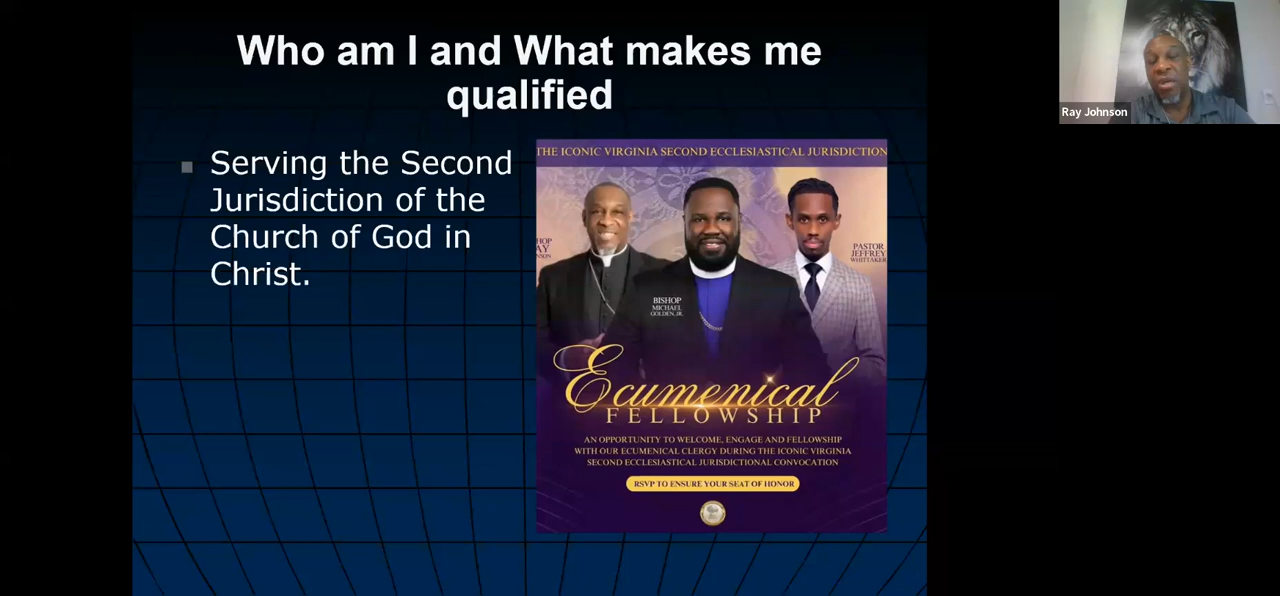 Who am I and What makes me
qualified
Serving the Second
Jurisdiction of the
Church of God in
Christ.
THE ICONIC VIRGINIA SECOND ECCLESIASTICAL JURISDICTION
HOP
AY
NSON
BISHOP
MICHAEL
GOLDEN, JR.
PASTOR
JEFFREY
WHITTAKER
Ecumenical
FELLOWSHIP
AN OPPORTUNITY TO WELCOME, ENGAGE AND FELLOWSHIP
WITH OUR ECUMENICAL CLERGY DURING THE ICONIC VIRGINIA
SECOND ECCLESIASTICAL JURISDICTIONAL CONVOCATION
RSVP TO ENSURE YOUR SEAT OF HONOR
Ray Johnson